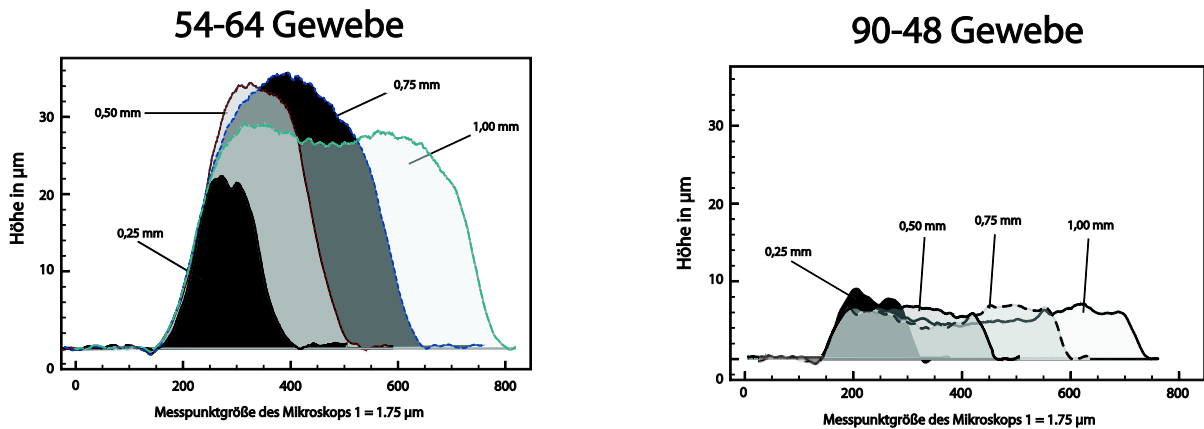 54-64 Gewebe
0,50 mm
0,75 mm
1,00 mm
0,25 mm
Höhe in µm
30
20
10
0
0
200
400
600
800
Messpunktgröße des Mikroskops 1 = 1.75 µm
90-48 Gewebe
0,25 mm
0,50 mm
0,75 mm
1,00 mm
Höhe in µm
30
20
10
0
0
200
400
600
800
Messpunktgröße des Mikroskops 1 = 1.75 µm